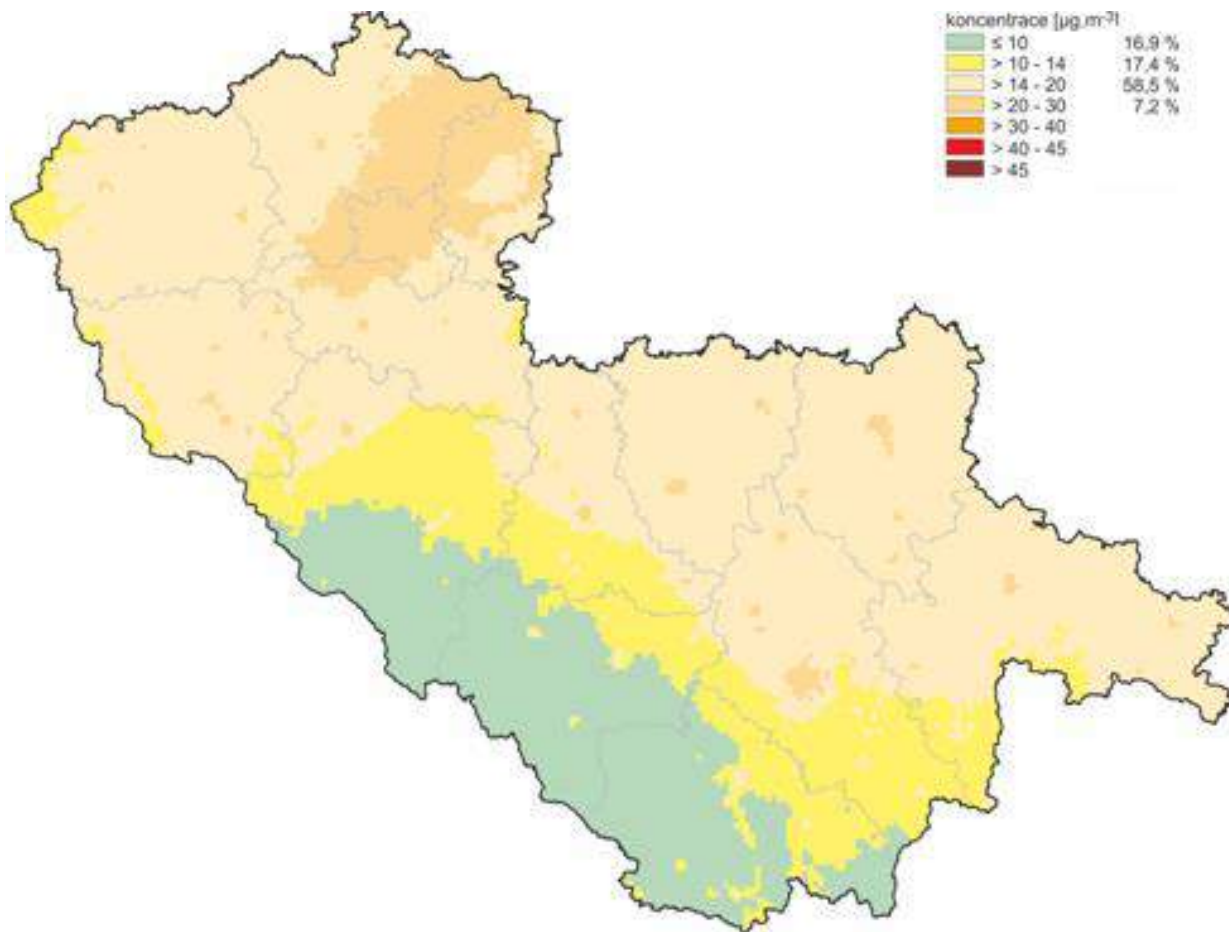 koncentrace [µg.m⁻³]
≤ 10 16,9 %
> 10 - 14 17,4 %
> 14 - 20 58,5 %
> 20 - 30 7,2 %
> 30 - 40
> 40 - 45
> 45